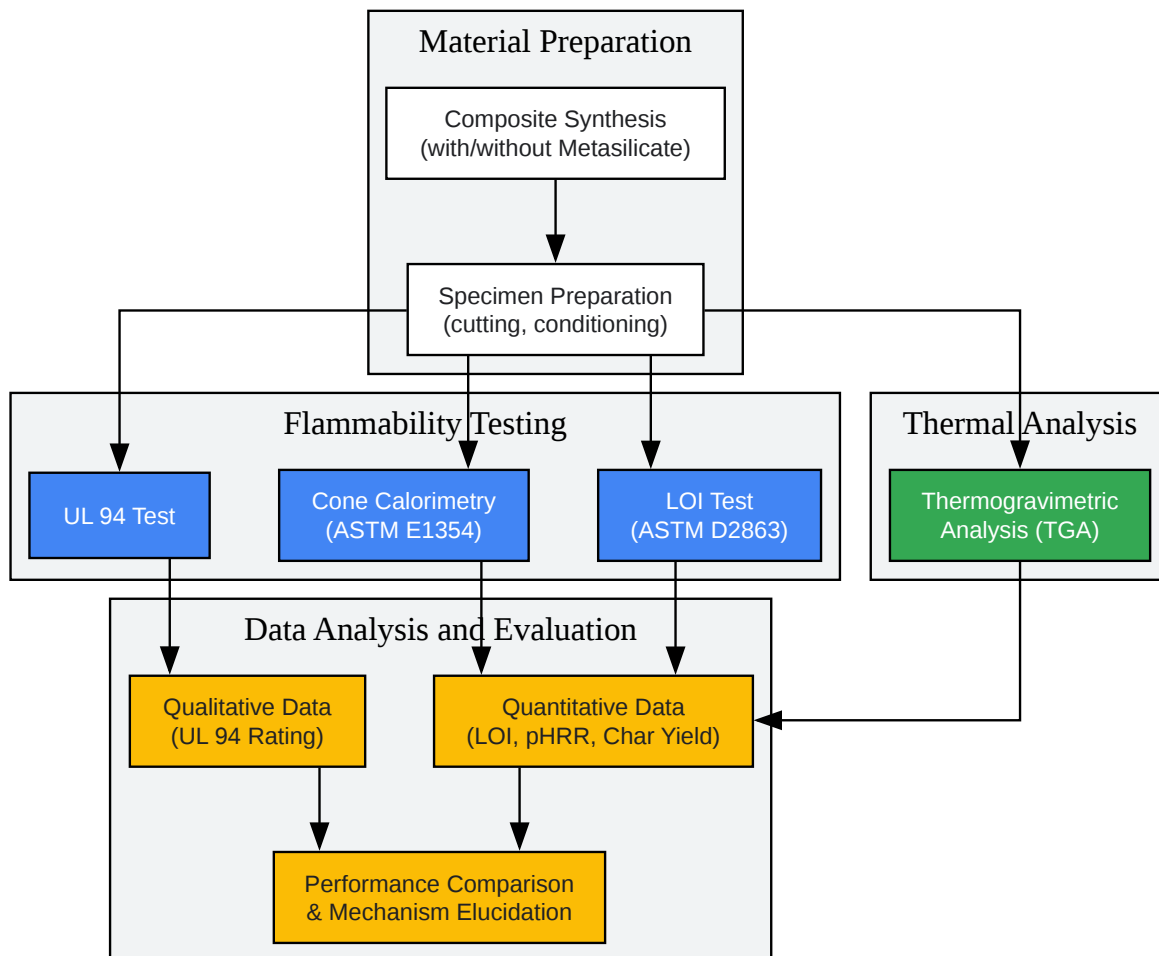 Material Preparation
Composite Synthesis
(with/without Metasilicate)
Specimen Preparation
(cutting, conditioning)
Flammability Testing
Thermal Analysis
UL 94 Test
Cone Calorimetry
(ASTM E1354)
LOI Test
(ASTM D2863)
Thermogravimetric
Analysis (TGA)
Data Analysis and Evaluation
Qualitative Data
(UL 94 Rating)
Quantitative Data
(LOI, pHRR, Char Yield)
Performance Comparison
& Mechanism Elucidation